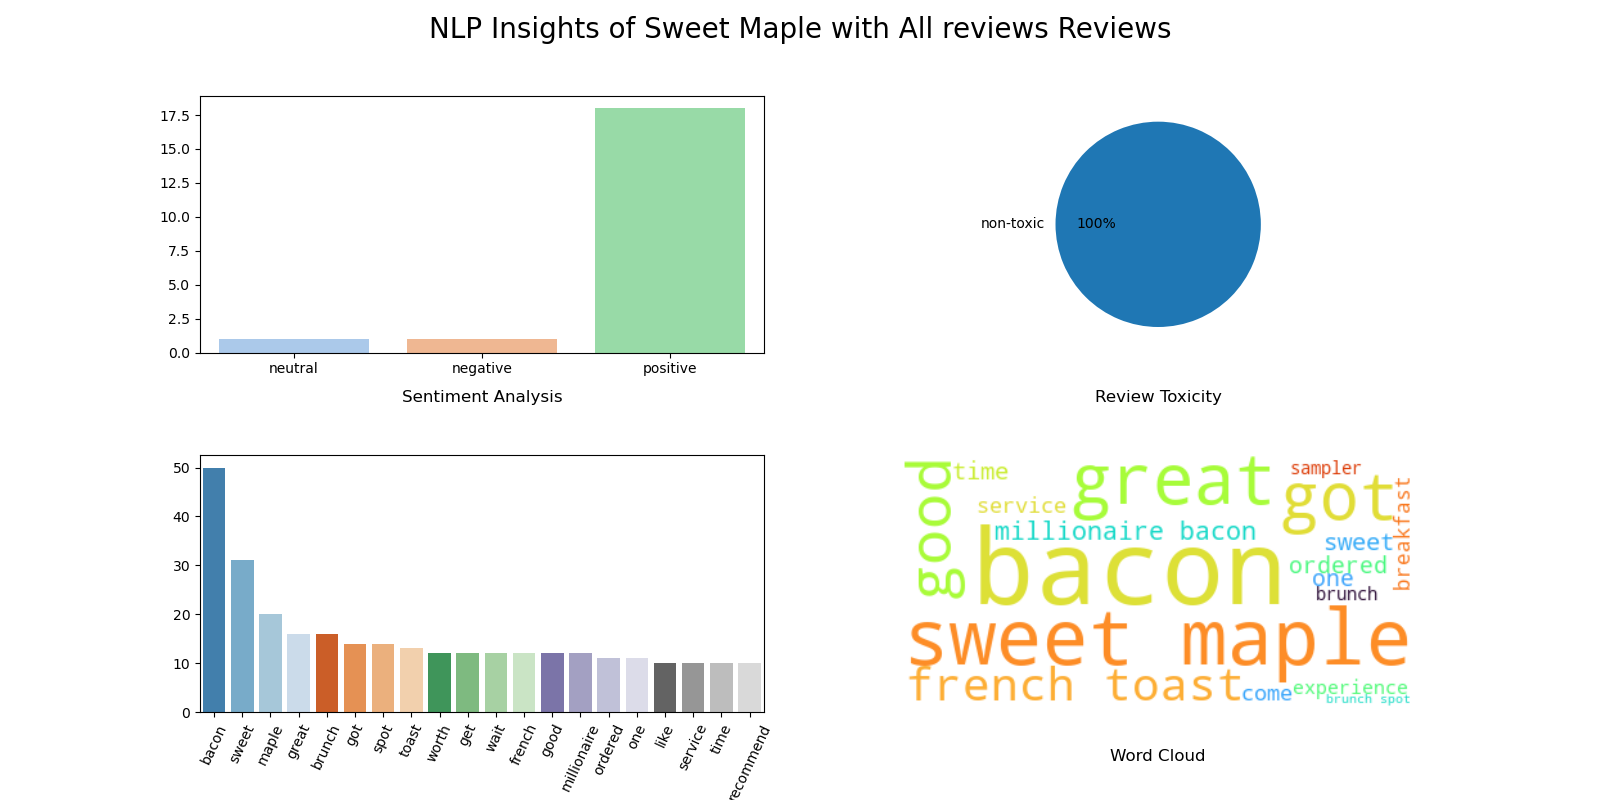 NLP Insights of Sweet Maple with All reviews Reviews
17.5
15.0
12.5
10.0
7.5
5.0
2.5
0.0
neutral negative positive
Sentiment Analysis
non-toxic 100%
Review Toxicity
50
40
30
20
10
0
bacon sweet maple great brunch got spot toast worth get wait french good millionaire ordered one like service time recommend
good
time
great
sampler
got
service
breakfast
millionaire bacon
sweet
bacon
ordered
one
brunch
sweet maple
french toast
come
experience
brunch spot
Word Cloud